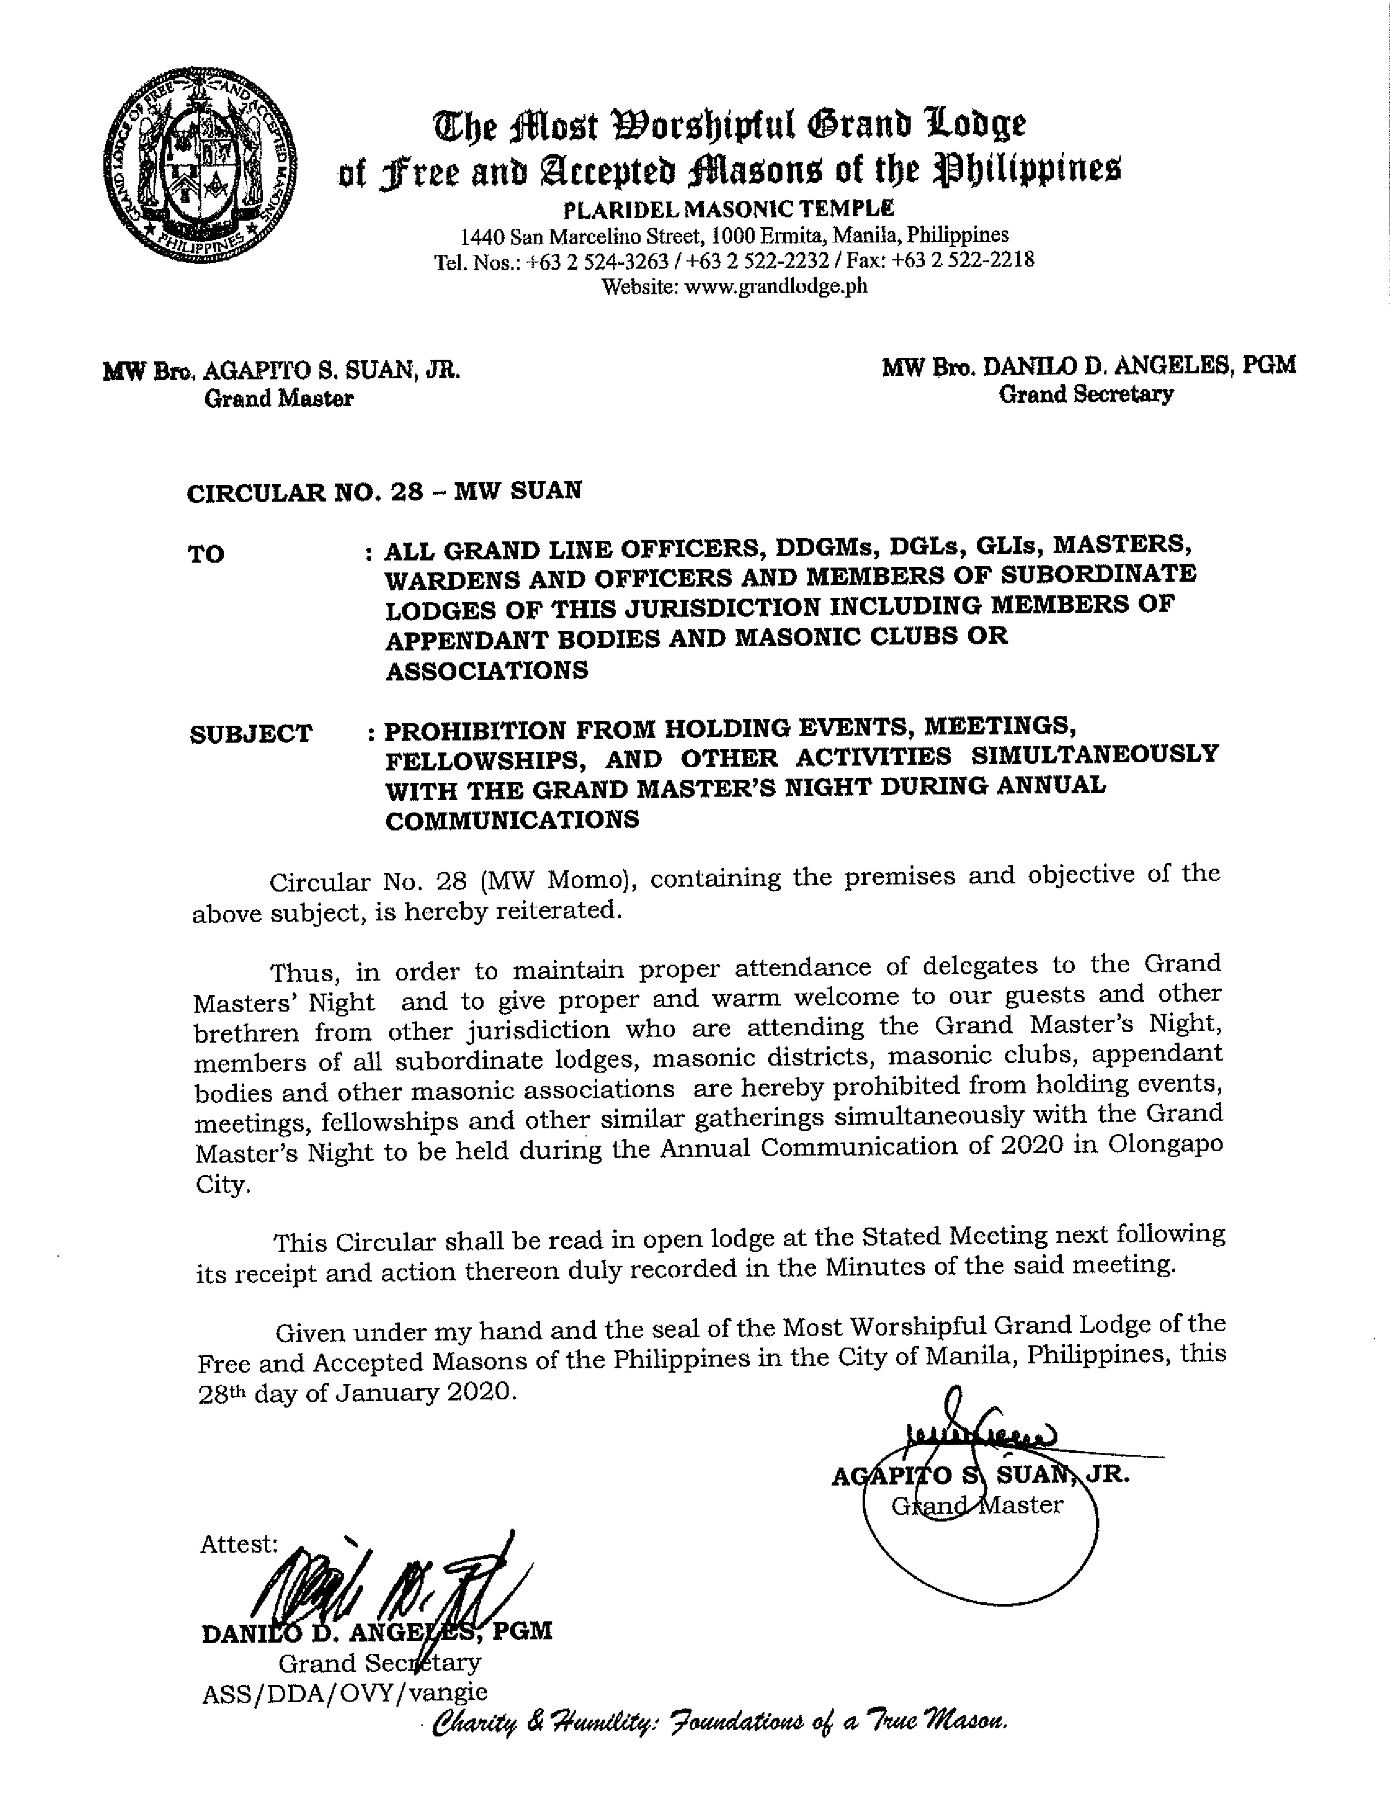 GRAND LODGE OF FREE AND ACCEPTED MASONS
PHILIPPINES
The Most Worshipful Grand Lodge
of Free and Accepted Masons of the Philippines
PLARIDEL MASONIC TEMPLE
1440 San Marcelino Street, 1000 Ermita, Manila, Philippines
Tel. Nos.: +63 2 524-3263 / +63 2 522-2232 / Fax: +63 2 522-2218
Website: www.grandlodge.ph
MW Bro. AGAPITO S. SUAN, JR.
Grand Master
MW Bro. DANILO D. ANGELES, PGM
Grand Secretary
CIRCULAR NO. 28 – MW SUAN
TO : ALL GRAND LINE OFFICERS, DDGMs, DGLs, GLIs, MASTERS,
WARDENS AND OFFICERS AND MEMBERS OF SUBORDINATE
LODGES OF THIS JURISDICTION INCLUDING MEMBERS OF
APPENDANT BODIES AND MASONIC CLUBS OR
ASSOCIATIONS
SUBJECT : PROHIBITION FROM HOLDING EVENTS, MEETINGS,
FELLOWSHIPS, AND OTHER ACTIVITIES SIMULTANEOUSLY
WITH THE GRAND MASTER'S NIGHT DURING ANNUAL
COMMUNICATIONS
Circular No. 28 (MW Momo), containing the premises and objective of the
above subject, is hereby reiterated.
Thus, in order to maintain proper attendance of delegates to the Grand
Masters' Night and to give proper and warm welcome to our guests and other
brethren from other jurisdiction who are attending the Grand Master's Night,
members of all subordinate lodges, masonic districts, masonic clubs, appendant
bodies and other masonic associations are hereby prohibited from holding events,
meetings, fellowships and other similar gatherings simultaneously with the Grand
Master's Night to be held during the Annual Communication of 2020 in Olongapo
City.
This Circular shall be read in open lodge at the Stated Meeting next following
its receipt and action thereon duly recorded in the Minutes of the said meeting.
Given under my hand and the seal of the Most Worshipful Grand Lodge of the
Free and Accepted Masons of the Philippines in the City of Manila, Philippines, this
28th day of January 2020.
AGAPITO S. SUAN, JR.
Grand Master
Attest:
DANILO D. ANGELES, PGM
Grand Secretary
ASS/DDA/OVY/vangie
Charity & Humility: Foundations of a True Mason.